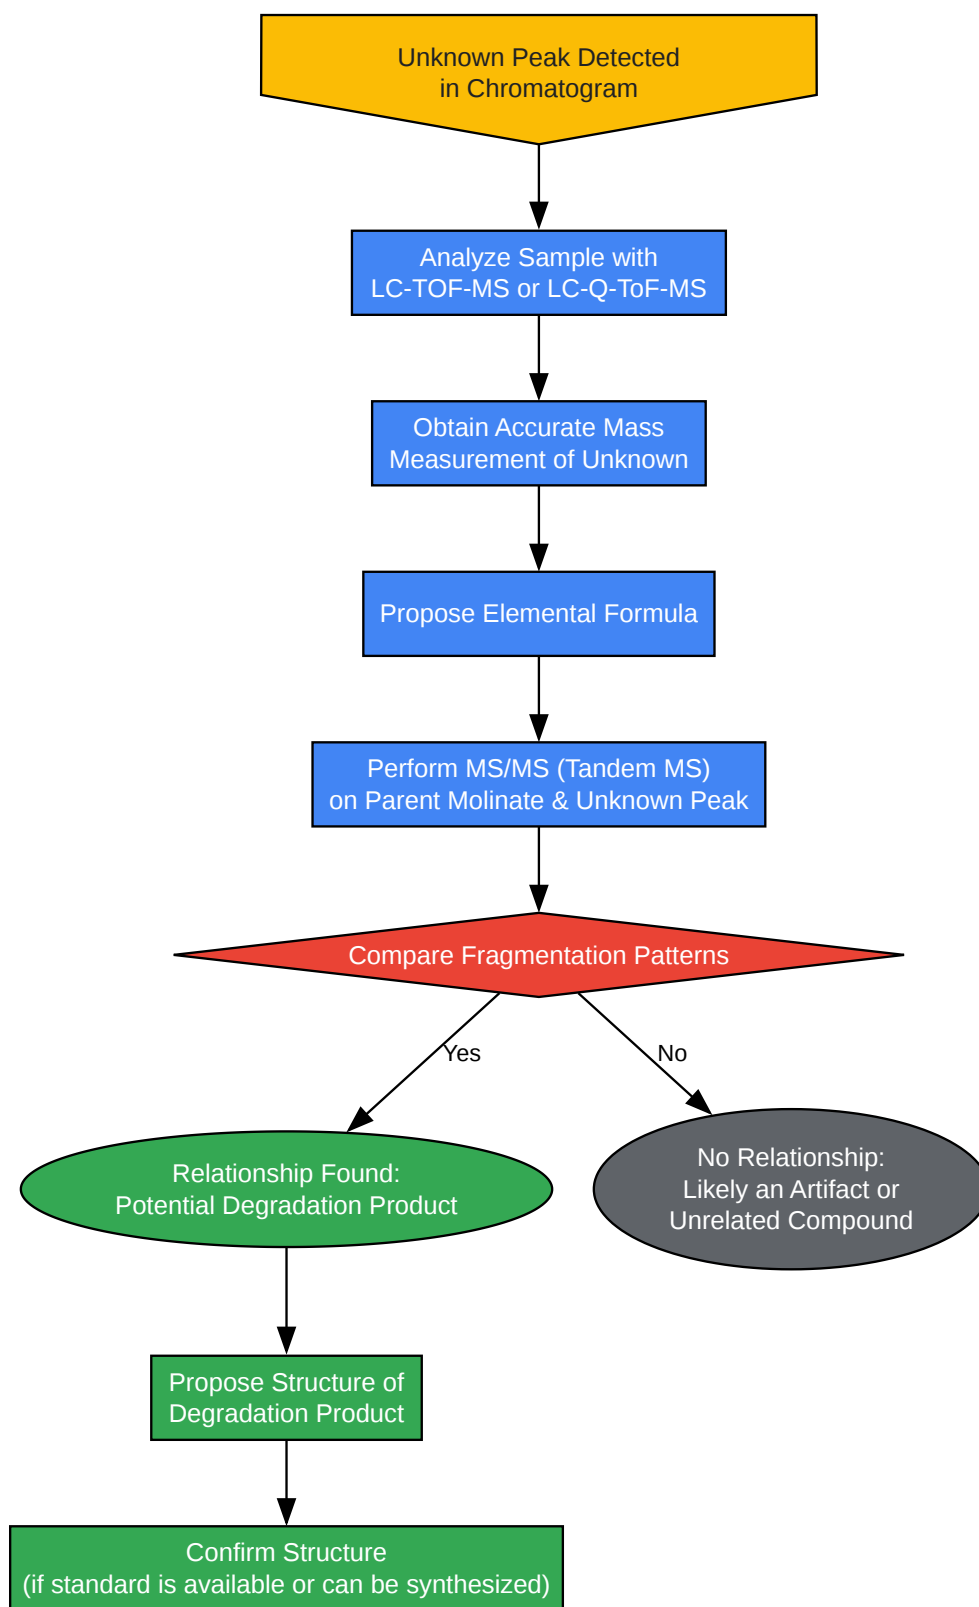 Unknown Peak Detected
in Chromatogram
Analyze Sample with
LC-TOF-MS or LC-Q-ToF-MS
Obtain Accurate Mass
Measurement of Unknown
Propose Elemental Formula
Perform MS/MS (Tandem MS)
on Parent Molinate & Unknown Peak
Compare Fragmentation Patterns
Yes
No
Relationship Found:
Potential Degradation Product
No Relationship:
Likely an Artifact or
Unrelated Compound
Propose Structure of
Degradation Product
Confirm Structure
(if standard is available or can be synthesized)